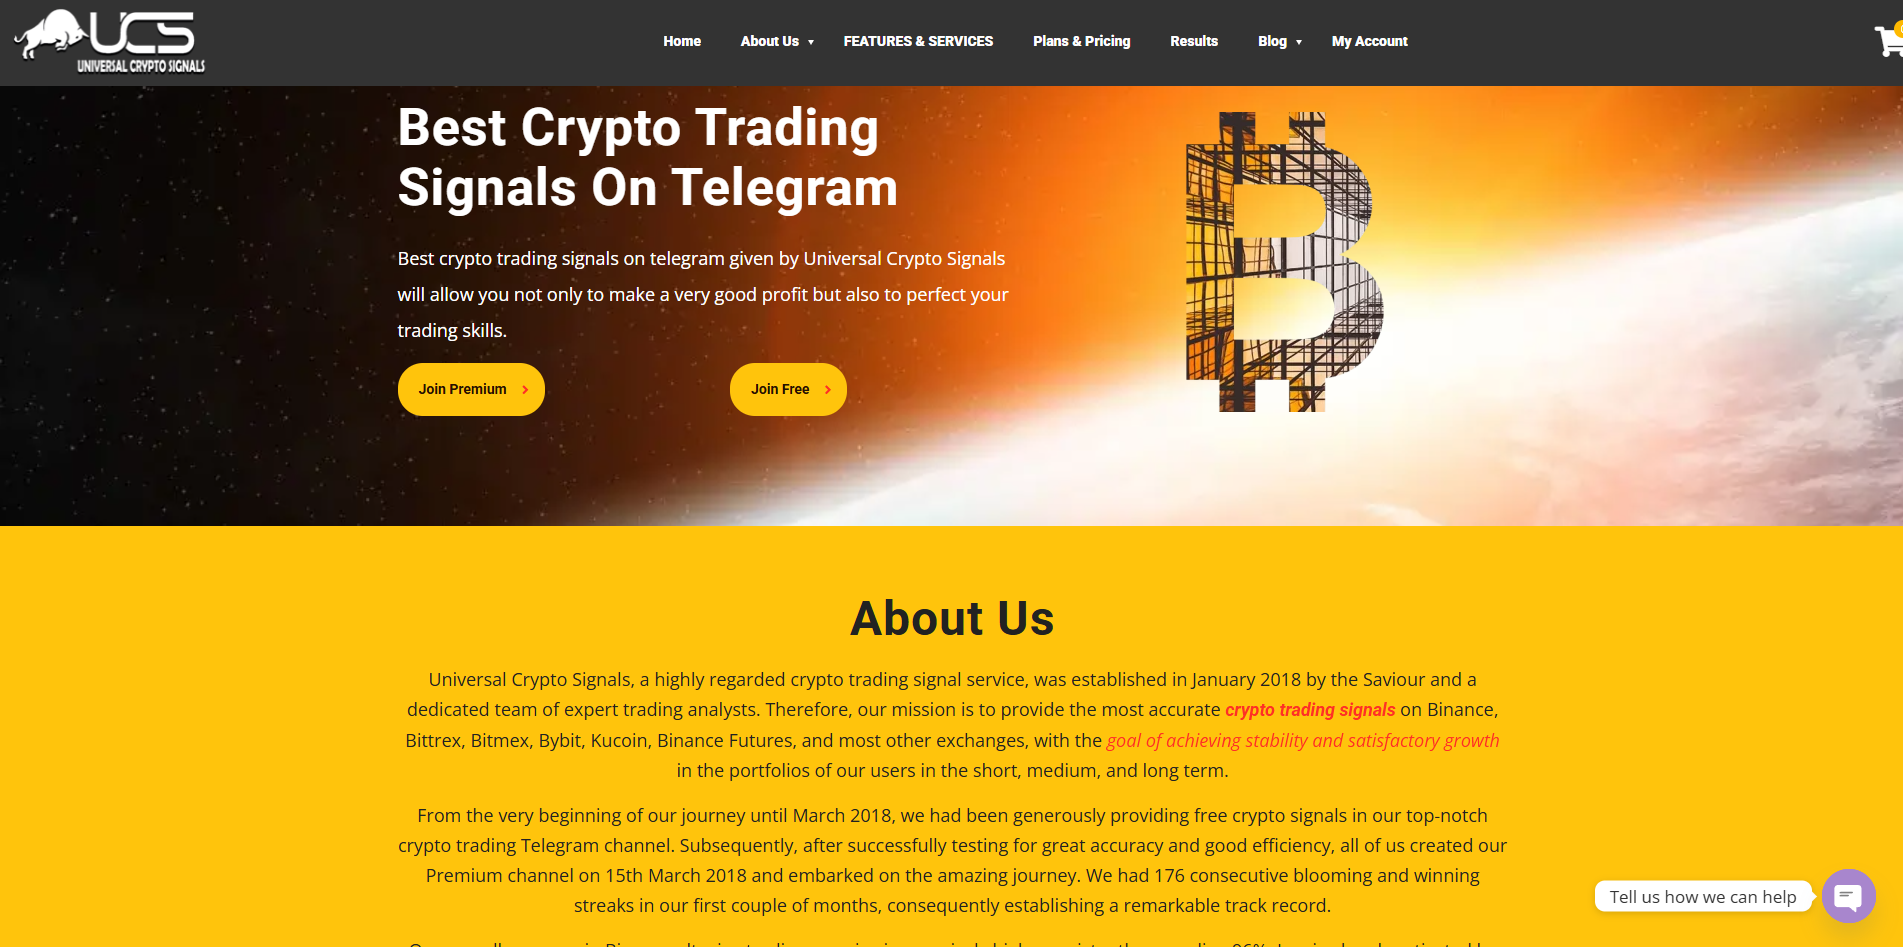 UCS
UNIVERSAL CRYPTO SIGNALS
Home
About Us
FEATURES & SERVICES
Plans & Pricing
Results
Blog
My Account
Best Crypto Trading
Signals On Telegram
Best crypto trading signals on telegram given by Universal Crypto Signals
will allow you not only to make a very good profit but also to perfect your
trading skills.
Join Premium
Join Free
About Us
Universal Crypto Signals, a highly regarded crypto trading signal service, was established in January 2018 by the Saviour and a
dedicated team of expert trading analysts. Therefore, our mission is to provide the most accurate crypto trading signals on Binance,
Bittrex, Bitmex, Bybit, Kucoin, Binance Futures, and most other exchanges, with the goal of achieving stability and satisfactory growth
in the portfolios of our users in the short, medium, and long term.
From the very beginning of our journey until March 2018, we had been generously providing free crypto signals in our top-notch
crypto trading Telegram channel. Subsequently, after successfully testing for great accuracy and good efficiency, all of us created our
Premium channel on 15th March 2018 and embarked on the amazing journey. We had 176 consecutive blooming and winning
streaks in our first couple of months, consequently establishing a remarkable track record.
Tell us how we can help